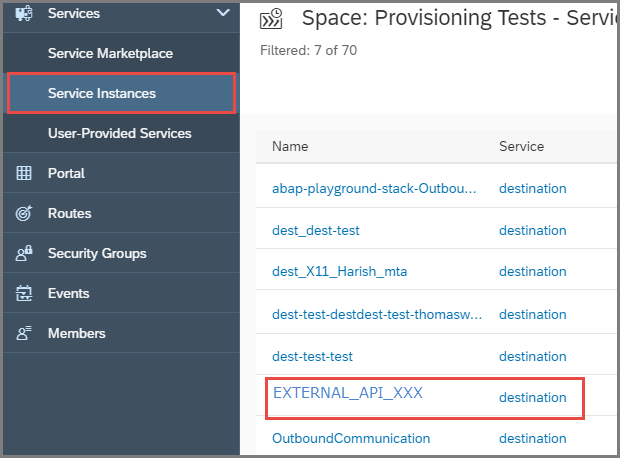 Services
Service Marketplace
Service Instances
User-Provided Services
Portal
Routes
Security Groups
Events
Members
Space: Provisioning Tests - Servi
Filtered: 7 of 70
Name Service
abap-playground-stack-Outbou... destination
dest_dest-test destination
dest_X11_Harish_mta destination
dest-test-destdest-test-thomasw... destination
dest-test-test destination
EXTERNAL_API_XXX destination
OutboundCommunication destination